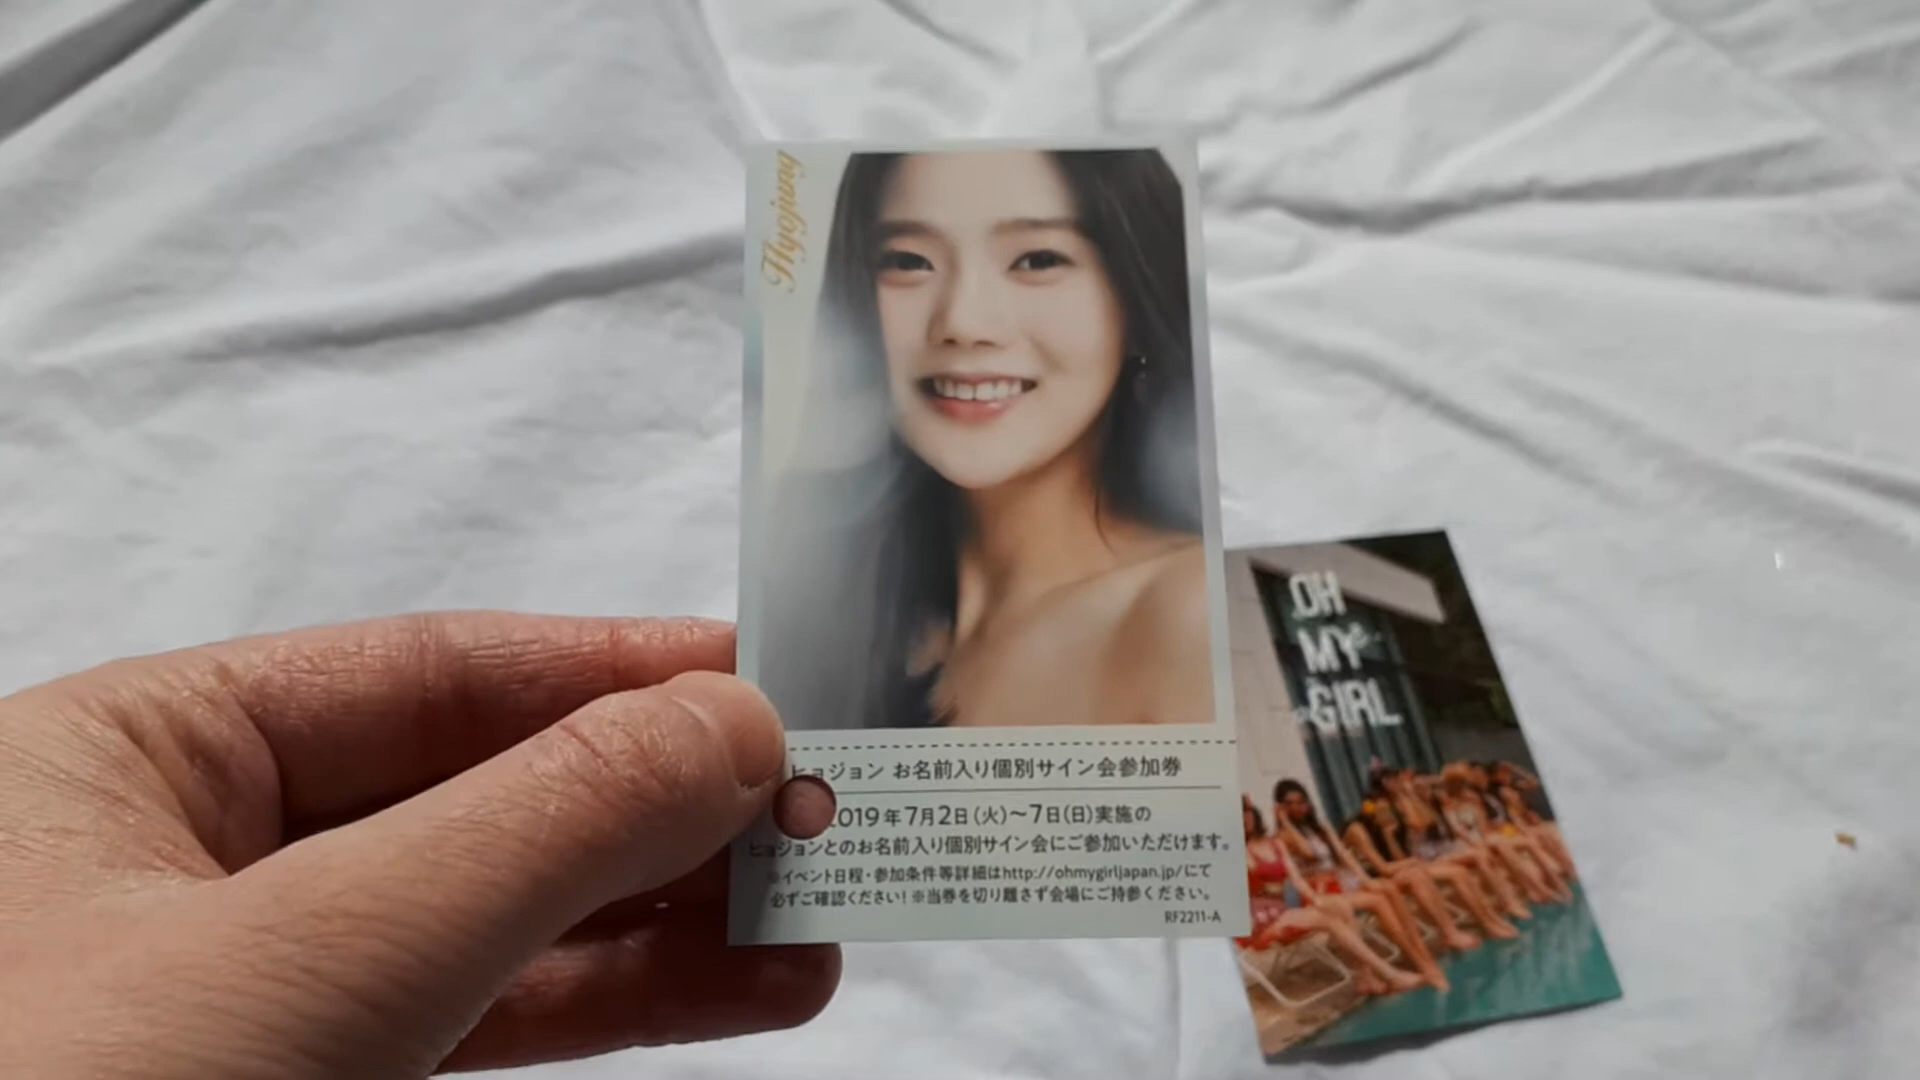 Hyojung
ヒョジョン お名前入り個別サイン会参加券
2019年7月2日(火)～7日(日)実施の
ヒョジョンとのお名前入り個別サイン会にご参加いただけます。
※イベント日程・参加条件等詳細はhttp://ohmygirljapan.jp/にて
必ずご確認ください！※当券を切り離さず会場にご持参ください。
RF2211-A
OH
MY
GIRL